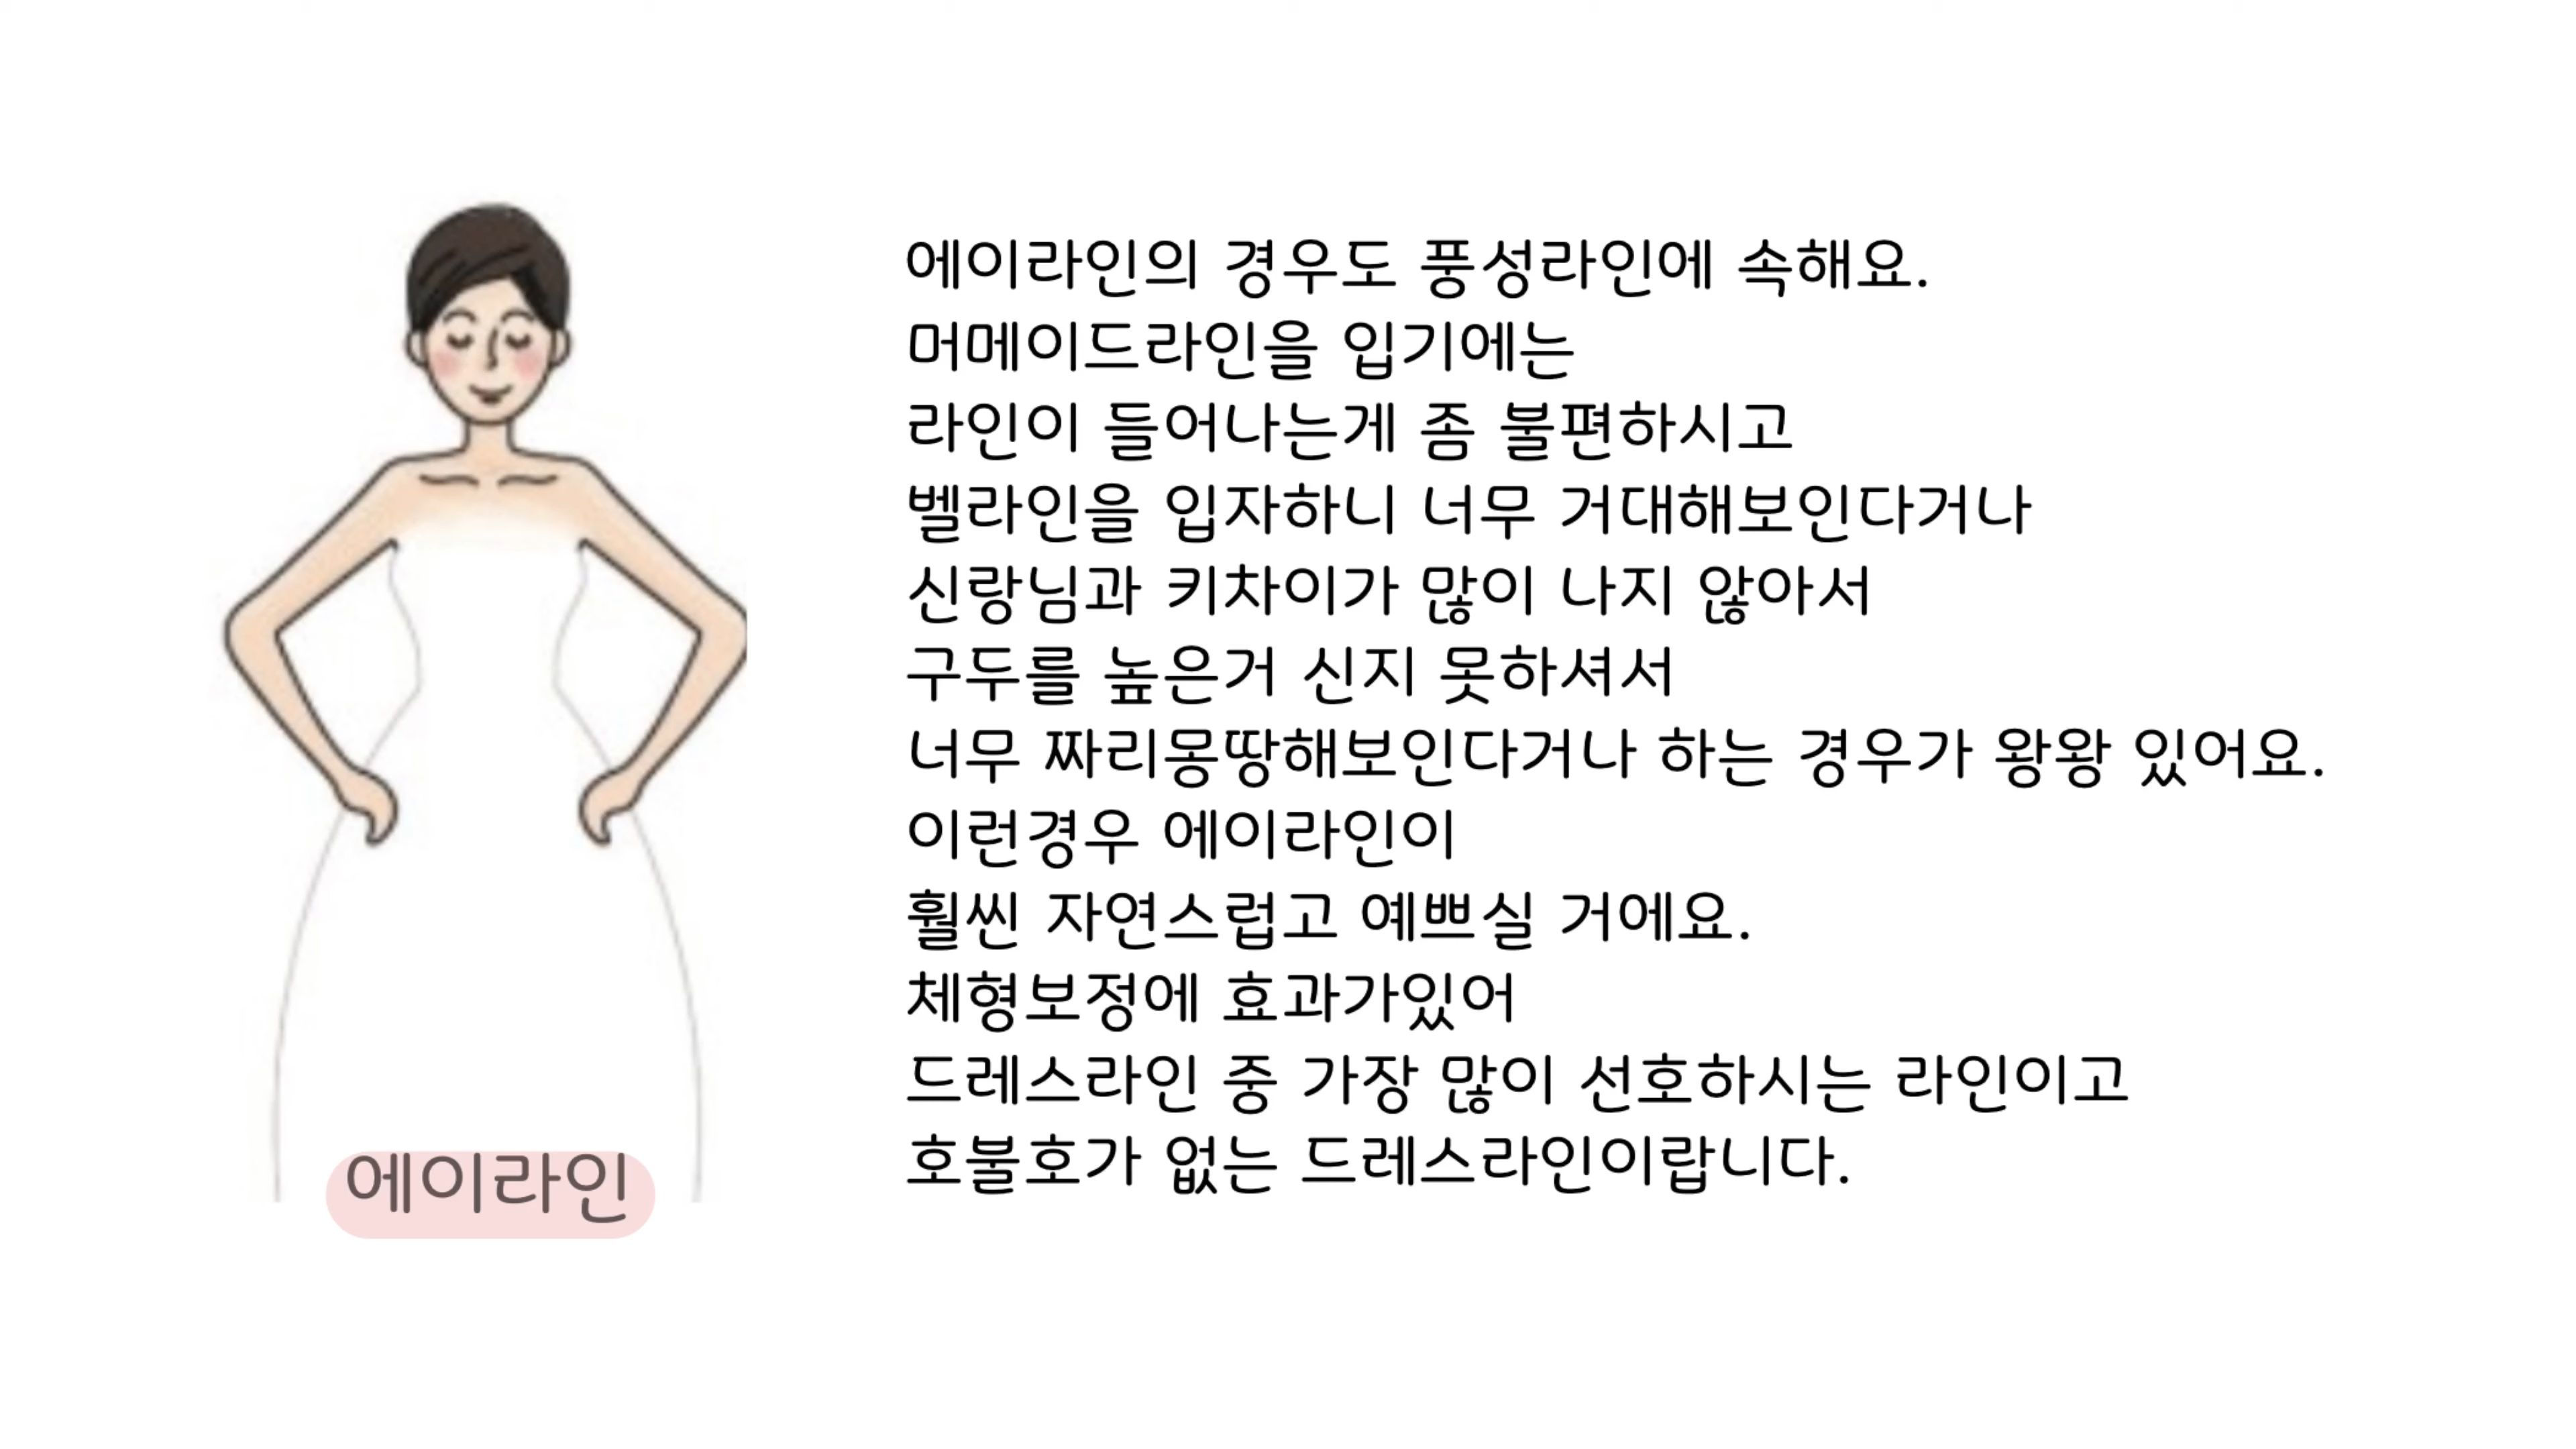 에이라인의 경우도 풍성라인에 속해요.
머메이드라인을 입기에는
라인이 들어나는게 좀 불편하시고
벨라인을 입자하니 너무 거대해보인다거나
신랑님과 키차이가 많이 나지 않아서
구두를 높은거 신지 못하셔서
너무 짜리몽땅해보인다거나 하는 경우가 왕왕 있어요.
이런경우 에이라인이
훨씬 자연스럽고 예쁘실 거에요.
체형보정에 효과가있어
드레스라인 중 가장 많이 선호하시는 라인이고
호불호가 없는 드레스라인이랍니다.
에이라인